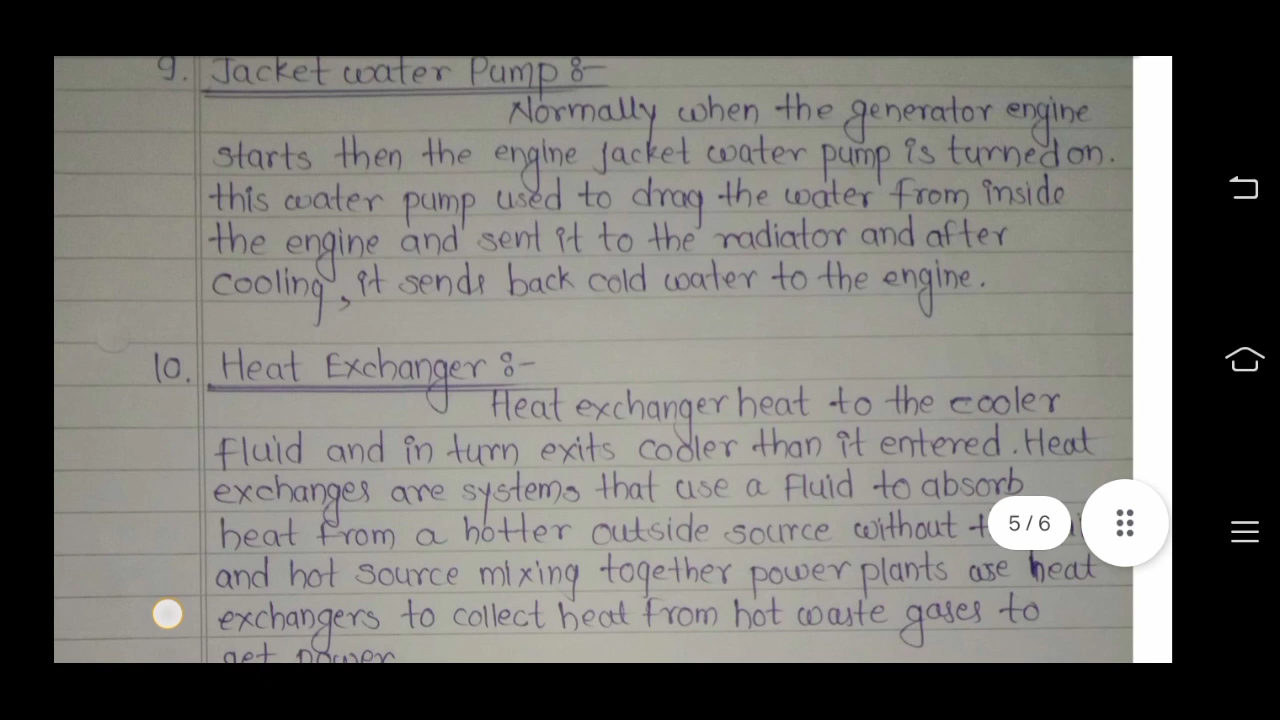 9. Jacket water Pump :-
Normally when the generator engine
starts then the engine jacket water pump is turned on.
this water pump used to drag the water from inside
the engine and sent it to the radiator and after
cooling, it sends back cold water to the engine.
10. Heat Exchanger :-
Heat exchanger heat to the cooler
fluid and in turn exits cooler than it entered. Heat
exchanges are systems that use a fluid to absorb
heat from a hotter outside source without
5 / 6
and hot source mixing together power plants use heat
exchangers to collect heat from hot waste gases to
get power